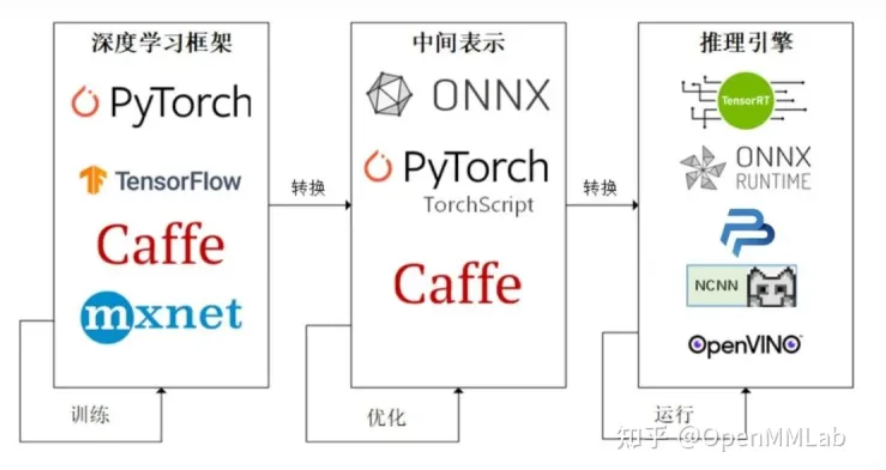 深度学习框架
PyTorch
TensorFlow
Caffe
mxnet
训练
转换
中间表示
ONNX
PyTorch
TorchScript
Caffe
优化
转换
推理引擎
TensorRT
ONNX
RUNTIME
NCNN
OpenVINO
运行
知乎 @OpenMMLab